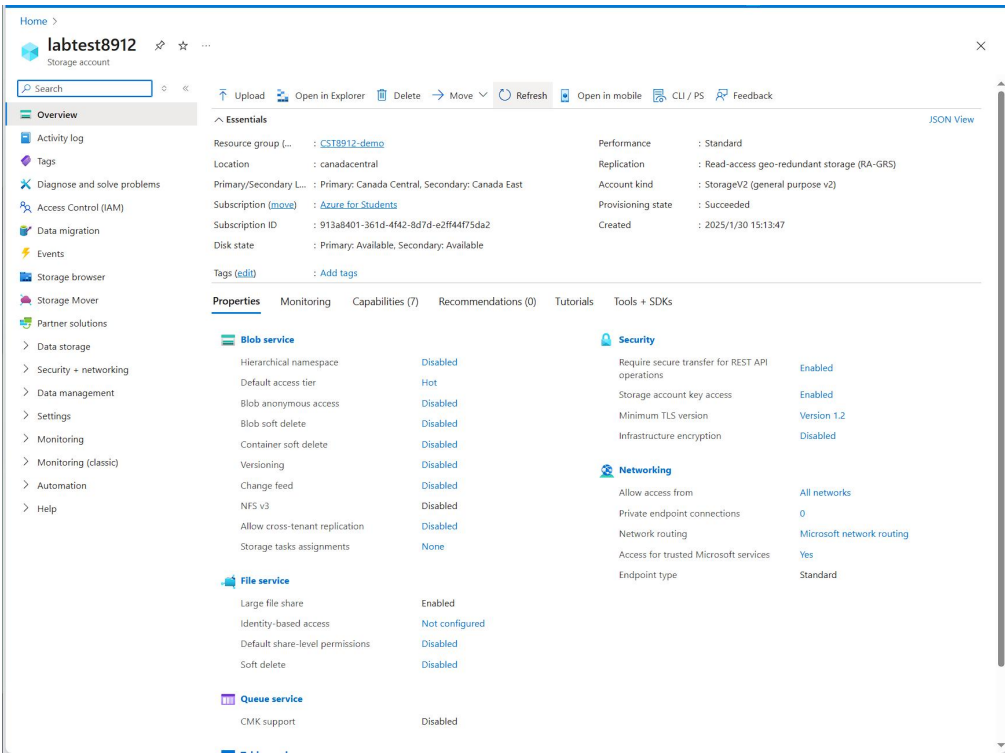 Home >
labtest8912
Storage account
Search
Overview
Activity log
Tags
Diagnose and solve problems
Access Control (IAM)
Data migration
Events
Storage browser
Storage Mover
Partner solutions
Data storage
Security + networking
Data management
Settings
Monitoring
Monitoring (classic)
Automation
Help
Upload Open in Explorer Delete Move Refresh Open in mobile CLI / PS Feedback
Essentials JSON View
Resource group (... : CST8912-demo
Location : canadacentral
Primary/Secondary L... : Primary: Canada Central, Secondary: Canada East
Subscription (move) : Azure for Students
Subscription ID : 913a8401-361d-4f42-8d7d-e2ff44f75da2
Disk state : Primary: Available, Secondary: Available
Performance : Standard
Replication : Read-access geo-redundant storage (RA-GRS)
Account kind : StorageV2 (general purpose v2)
Provisioning state : Succeeded
Created : 2025/1/30 15:13:47
Tags (edit) : Add tags
Properties Monitoring Capabilities (7) Recommendations (0) Tutorials Tools + SDKs
Blob service
Hierarchical namespace Disabled
Default access tier Hot
Blob anonymous access Disabled
Blob soft delete Disabled
Container soft delete Disabled
Versioning Disabled
Change feed Disabled
NFS v3 Disabled
Allow cross-tenant replication Disabled
Storage tasks assignments None
File service
Large file share Enabled
Identity-based access Not configured
Default share-level permissions Disabled
Soft delete Disabled
Queue service
CMK support Disabled
Security
Require secure transfer for REST API
operations Enabled
Storage account key access Enabled
Minimum TLS version Version 1.2
Infrastructure encryption Disabled
Networking
Allow access from All networks
Private endpoint connections 0
Network routing Microsoft network routing
Access for trusted Microsoft services Yes
Endpoint type Standard